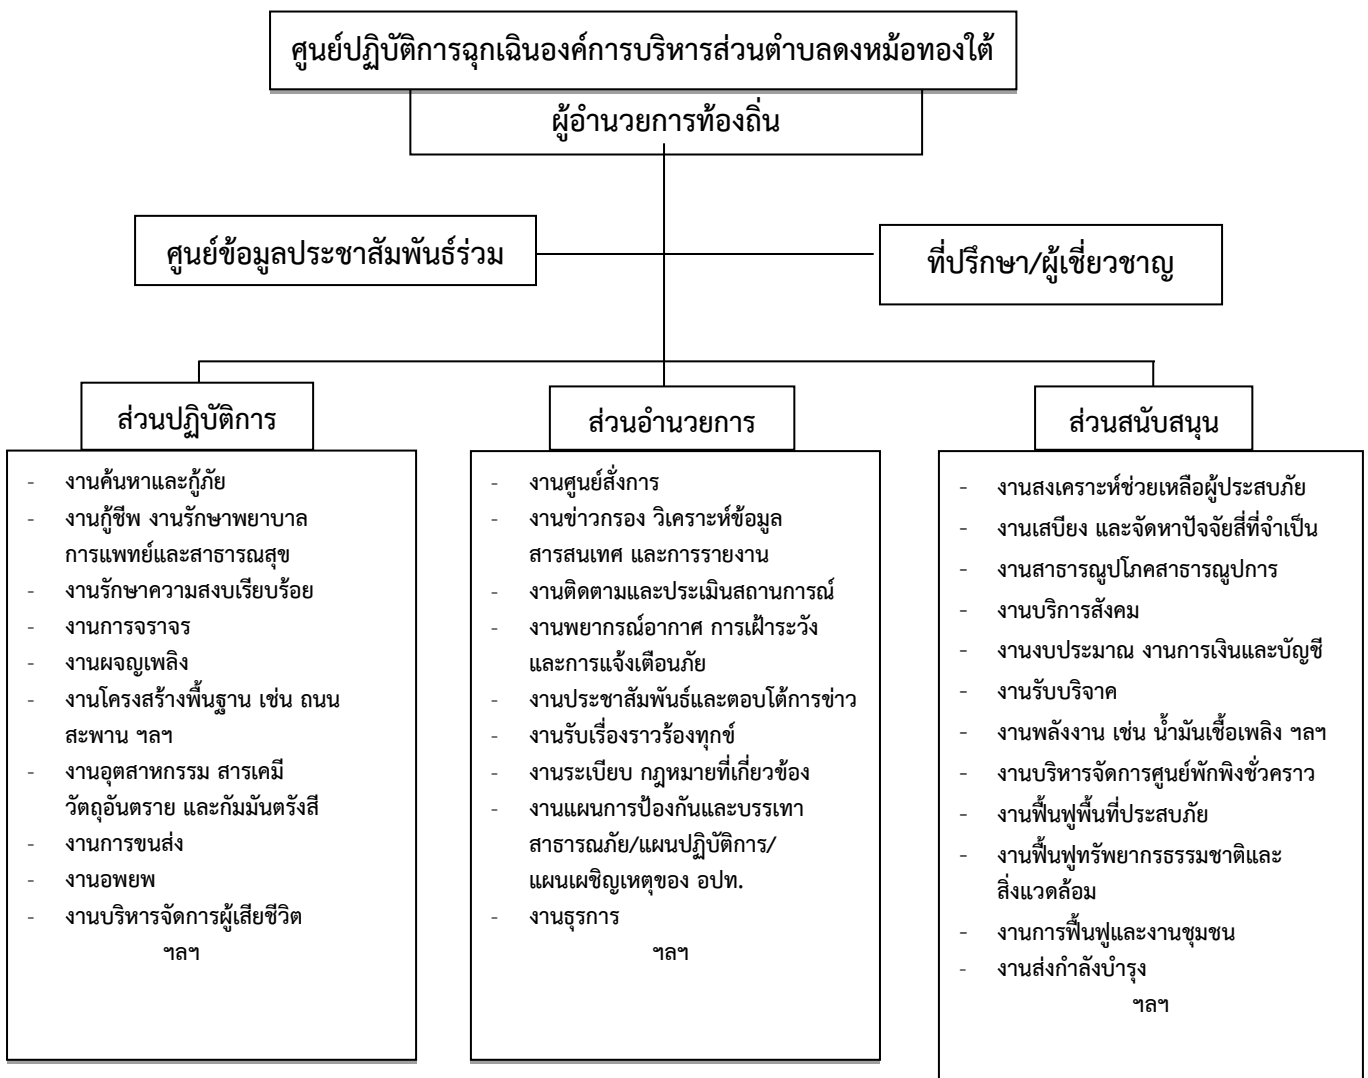 ศูนย์ปฏิบัติการฉุกเฉินองค์การบริหารส่วนตำบลดงหม้อทองใต้
ผู้อำนวยการท้องถิ่น
ศูนย์ข้อมูลประชาสัมพันธ์ร่วม
ที่ปรึกษา/ผู้เชี่ยวชาญ
ส่วนปฏิบัติการ
- งานค้นหาและกู้ภัย
- งานกู้ชีพ งานรักษาพยาบาล
การแพทย์และสาธารณสุข
- งานรักษาความสงบเรียบร้อย
- งานการจราจร
- งานผจญเพลิง
- งานโครงสร้างพื้นฐาน เช่น ถนน
สะพาน ฯลฯ
- งานอุตสาหกรรม สารเคมี
วัตถุอันตราย และกัมมันตรังสี
- งานการขนส่ง
- งานอพยพ
- งานบริหารจัดการผู้เสียชีวิต
ฯลฯ
ส่วนอำนวยการ
- งานศูนย์สั่งการ
- งานข่าวกรอง วิเคราะห์ข้อมูล
สารสนเทศ และการรายงาน
- งานติดตามและประเมินสถานการณ์
- งานพยากรณ์อากาศ การเฝ้าระวัง
และการแจ้งเตือนภัย
- งานประชาสัมพันธ์และตอบโต้การข่าว
- งานรับเรื่องราวร้องทุกข์
- งานระเบียบ กฎหมายที่เกี่ยวข้อง
- งานแผนการป้องกันและบรรเทา
สาธารณภัย/แผนปฏิบัติการ/
แผนเผชิญเหตุของ อปท.
- งานธุรการ
ฯลฯ
ส่วนสนับสนุน
- งานสงเคราะห์ช่วยเหลือผู้ประสบภัย
- งานเสบียง และจัดหาปัจจัยสี่ที่จำเป็น
- งานสาธารณูปโภคสาธารณูปการ
- งานบริการสังคม
- งานงบประมาณ งานการเงินและบัญชี
- งานรับบริจาค
- งานพลังงาน เช่น น้ำมันเชื้อเพลิง ฯลฯ
- งานบริหารจัดการศูนย์พักพิงชั่วคราว
- งานฟื้นฟูพื้นที่ประสบภัย
- งานฟื้นฟูทรัพยากรธรรมชาติและ
สิ่งแวดล้อม
- งานการฟื้นฟูและงานชุมชน
- งานส่งกำลังบำรุง
ฯลฯ